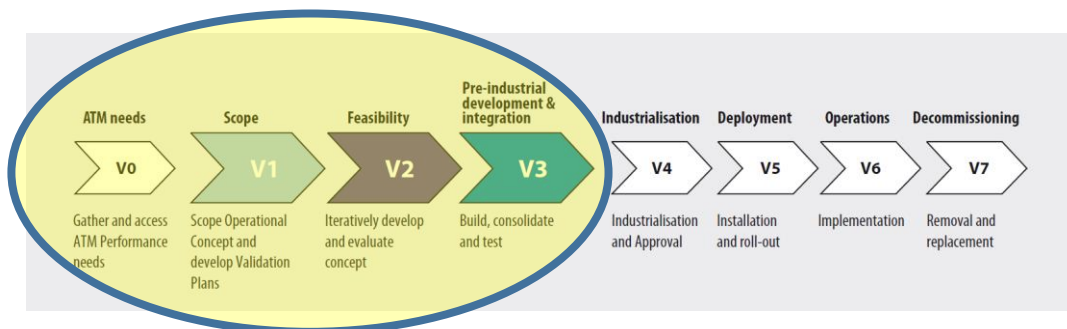 ATM needs
Scope
Feasibility
Pre-industrial
development &
integration
Industrialisation
Deployment
Operations
Decommissioning
V0
V1
V2
V3
V4
V5
V6
V7
Gather and access
ATM Performance
needs
Scope Operational
Concept and
develop Validation
Plans
Iteratively develop
and evaluate
concept
Build, consolidate
and test
Industrialisation
and Approval
Installation
and roll-out
Implementation
Removal and
replacement